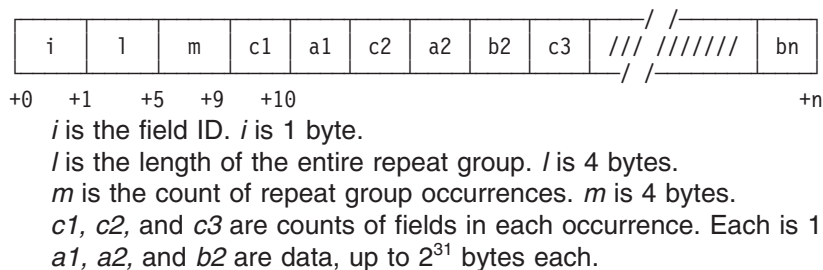 / /
i l m c1 a1 c2 a2 b2 c3 /// /////// bn
/ /
+0 +1 +5 +9 +10 +n
i is the field ID. i is 1 byte.
l is the length of the entire repeat group. l is 4 bytes.
m is the count of repeat group occurrences. m is 4 bytes.
c1, c2, and c3 are counts of fields in each occurrence. Each is 1
a1, a2, and b2 are data, up to 2³¹ bytes each.